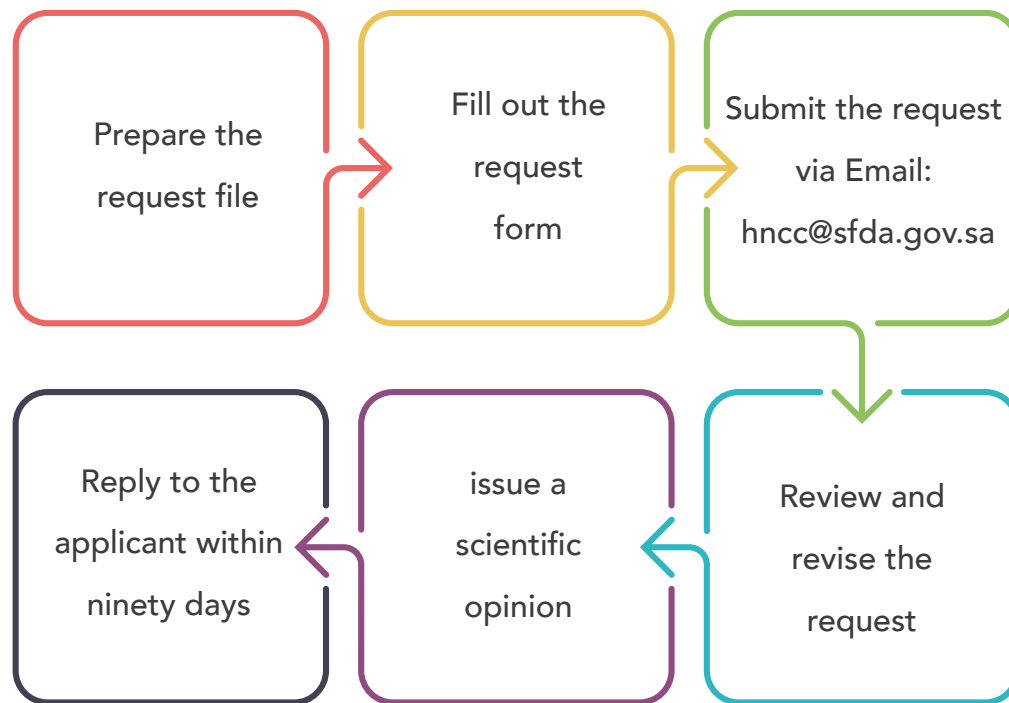 Prepare the
request file
Fill out the
request
form
Submit the request
via Email:
hncc@sfda.gov.sa
Review and
revise the
request
issue a
scientific
opinion
Reply to the
applicant within
ninety days